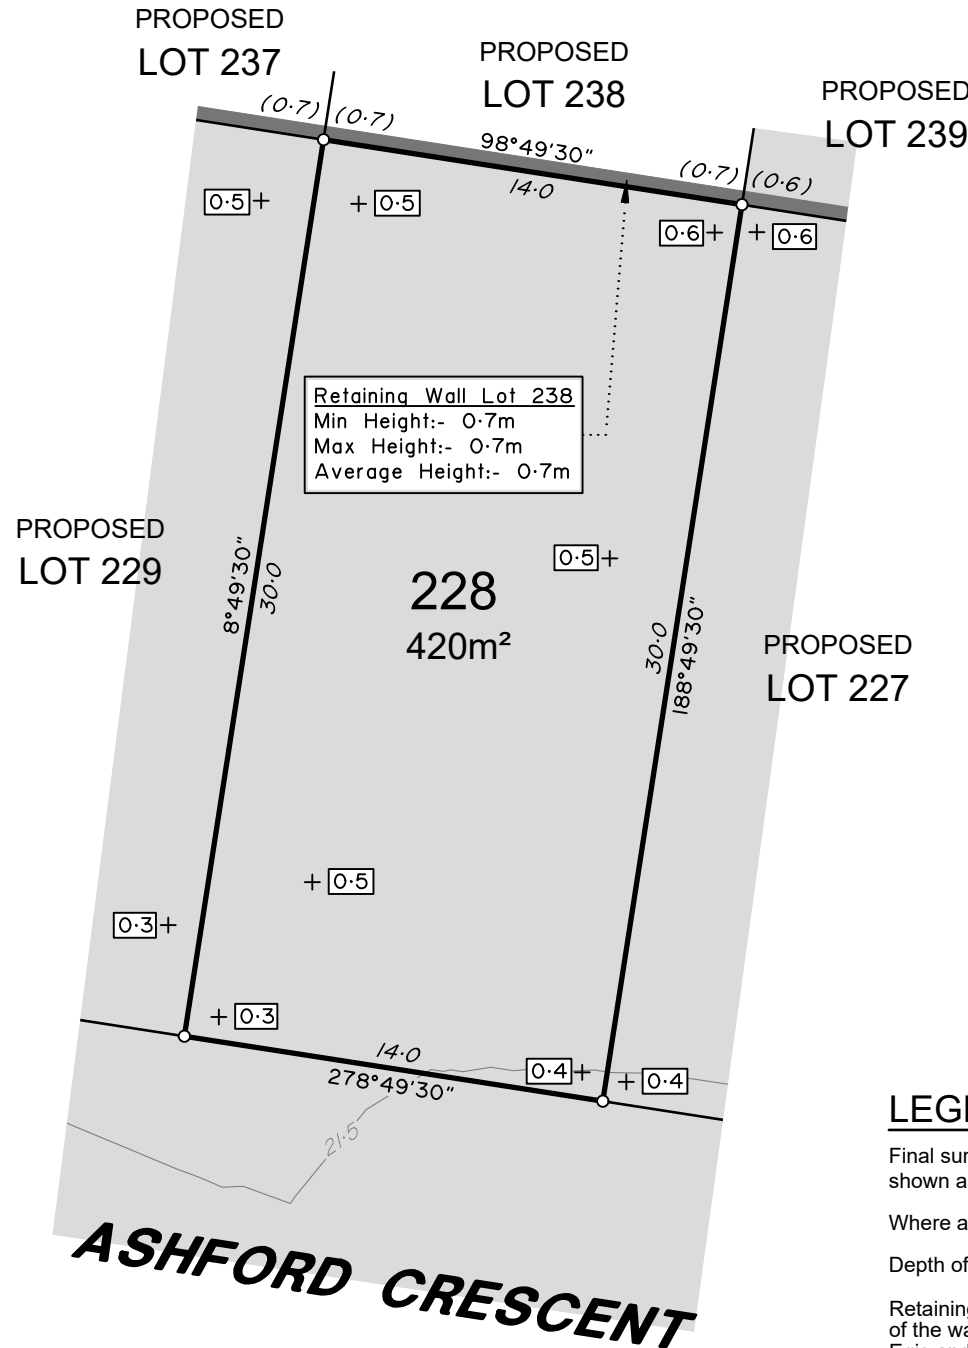 PROPOSED
LOT 237
PROPOSED
LOT 238
PROPOSED
LOT 239
(0·7) (0·7)
98°49'30"
14·0
(0·7) (0·6)
0·5
0·5
0·6
0·6
Retaining Wall Lot 238
Min Height:- 0·7m
Max Height:- 0·7m
Average Height:- 0·7m
PROPOSED
LOT 229
8°49'30"
30·0
0·5
228
420m²
30·0
188°49'30"
PROPOSED
LOT 227
0·5
0·3
0·3
14·0
278°49'30"
0·4
0·4
21·5
ASHFORD CRESCENT
Final
shown
Where
Depth of
Retaining
of the